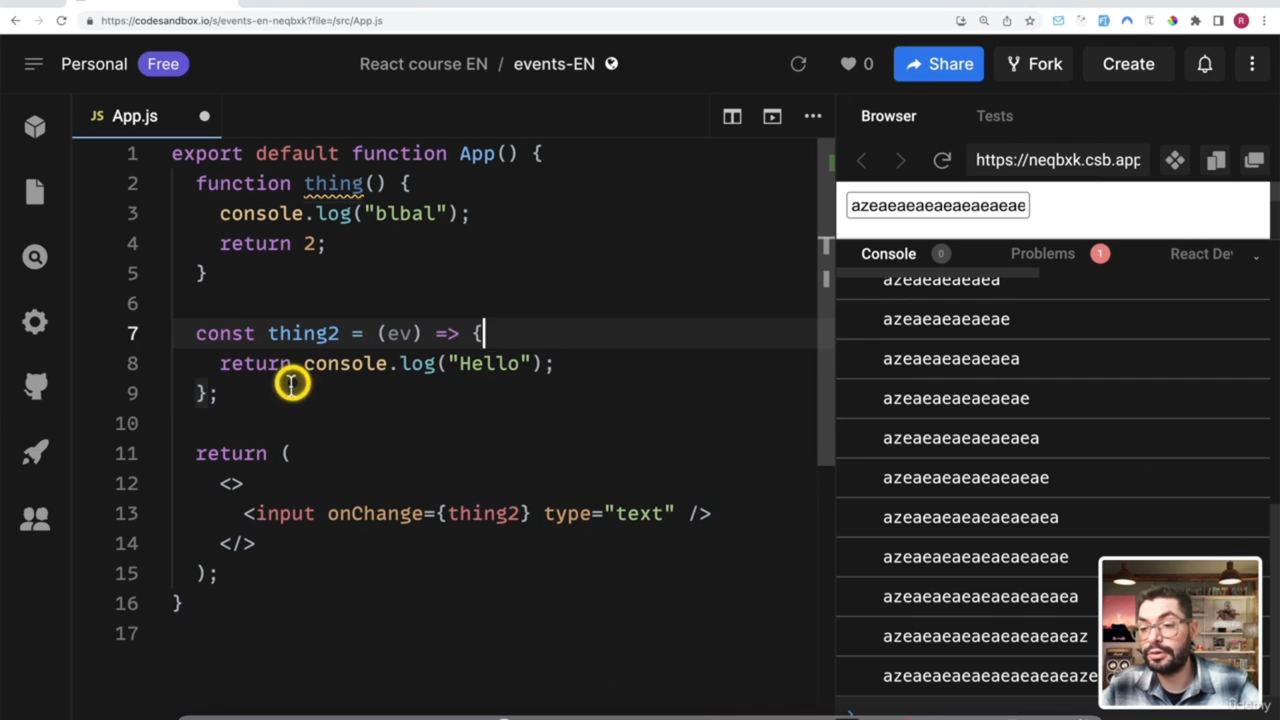 https://codesandbox.io/s/events-en-neqbxk?file=/src/App.js
R
Personal Free
React course EN / events-EN
0
Share
Fork
Create
JS App.js
Browser
Tests
1 export default function App() {
2 function thing() {
3 console.log("blbal");
4 return 2;
5 }
6
7 const thing2 = (ev) => {
8 return console.log("Hello");
9 };
10
11 return (
12 <>
13 <input onChange={thing2} type="text" />
14 </>
15 );
16 }
17
https://neqbxk.csb.app
azeaeaeaeaeaeaeaeae
Console 0
Problems 1
React De
azeaeaeaeaea
azeaeaeaeaeae
azeaeaeaeaeaea
azeaeaeaeaeaeae
azeaeaeaeaeaeaea
azeaeaeaeaeaeaeae
azeaeaeaeaeaeaeaea
azeaeaeaeaeaeaeaeae
azeaeaeaeaeaeaeaeaea
azeaeaeaeaeaeaeaeaeaz
azeaeaeaeaeaeaeaeaeaze
ûdemy